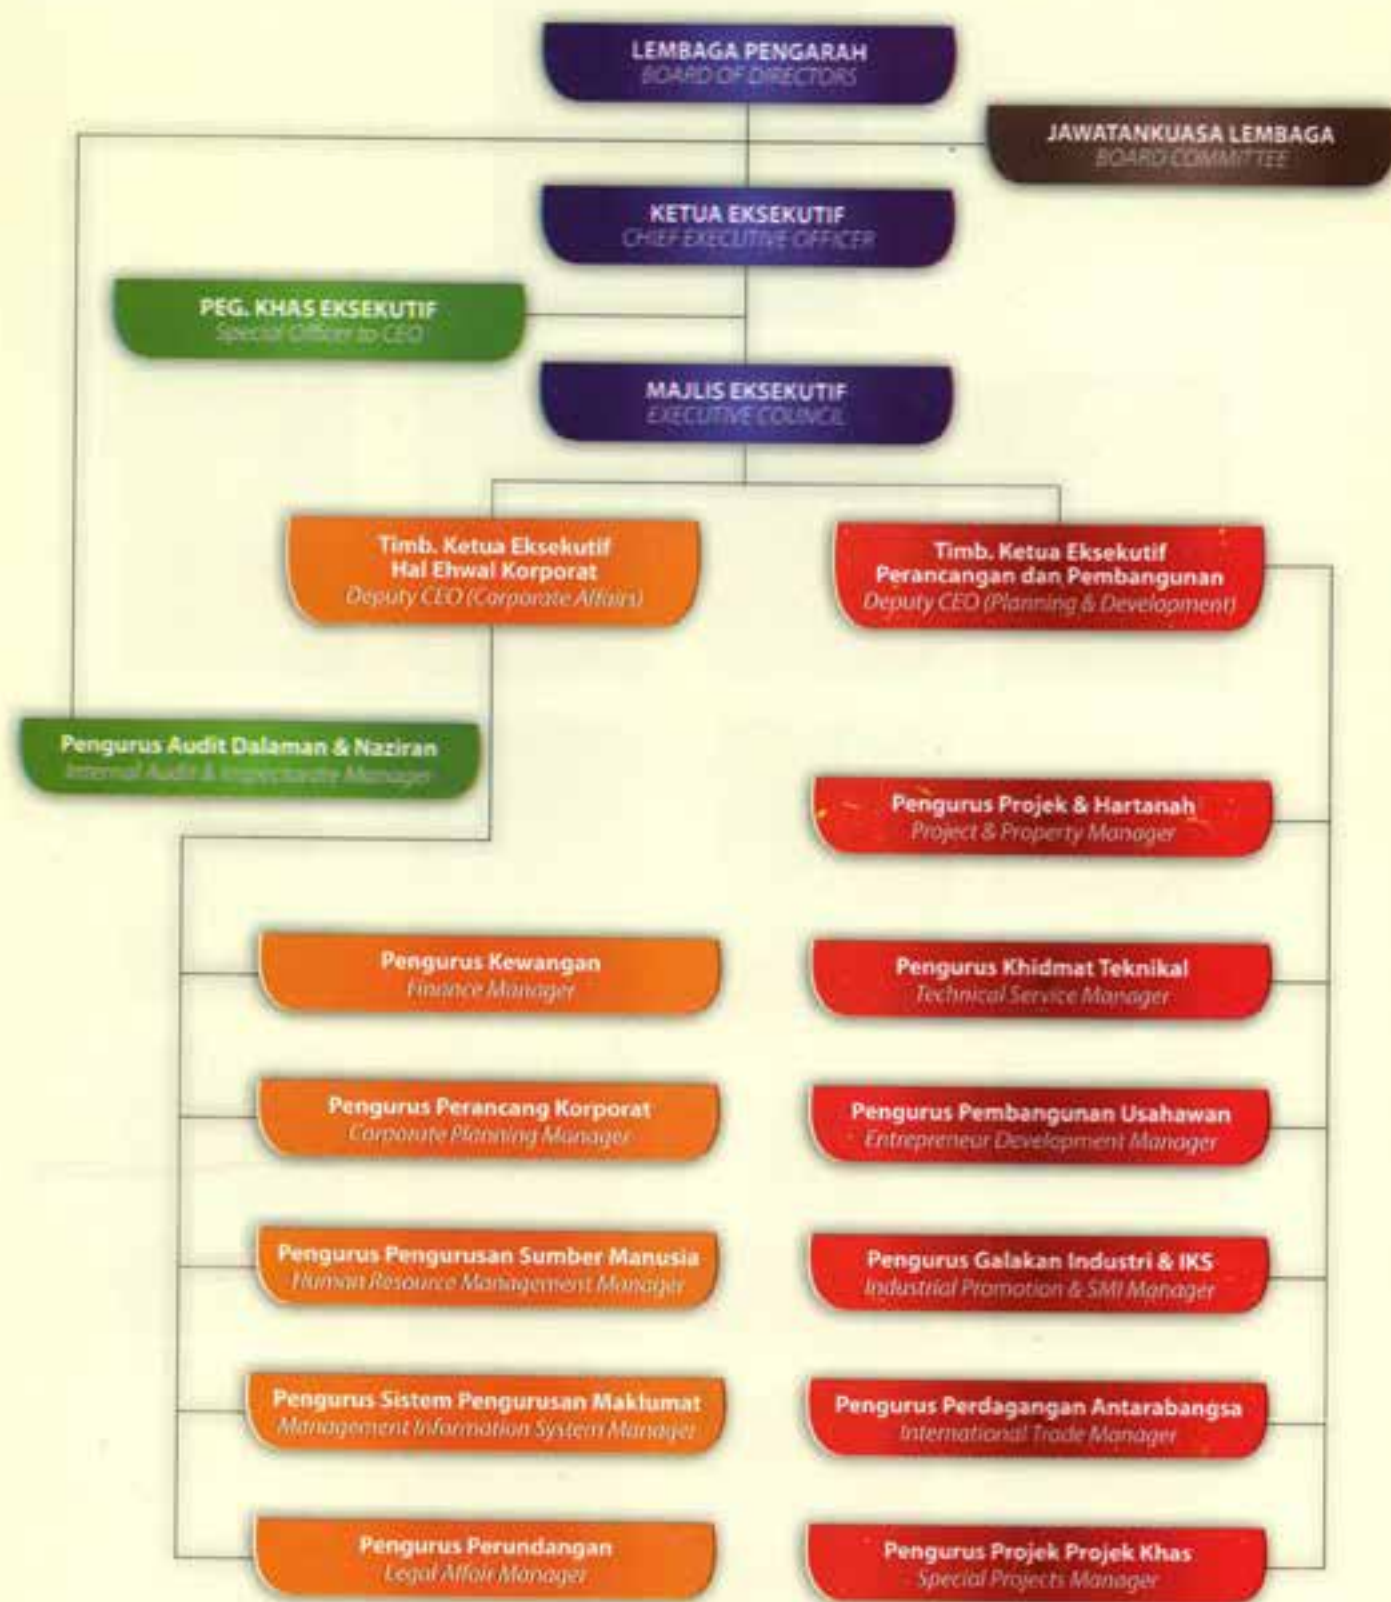 LEMBAGA PENGARAH
BOARD OF DIRECTORS
JAWATANKUASA LEMBAGA
BOARD COMMITTEE
KETUA EKSEKUTIF
CHIEF EXECUTIVE OFFICER
PEG. KHAS EKSEKUTIF
Special Officer to CEO
MAJLIS EKSEKUTIF
EXECUTIVE COUNCIL
Timb. Ketua Eksekutif
Hal Ehwal Korporat
Deputy CEO (Corporate Affairs)
Timb. Ketua Eksekutif
Perancangan dan Pembangunan
Deputy CEO (Planning & Development)
Pengurus Audit Dalaman & Naziran
Internal Audit & Inspectorate Manager
Pengurus Projek & Hartanah
Project & Property Manager
Pengurus Kewangan
Finance Manager
Pengurus Khidmat Teknikal
Technical Service Manager
Pengurus Perancang Korporat
Corporate Planning Manager
Pengurus Pembangunan Usahawan
Entrepreneur Development Manager
Pengurus Pengurusan Sumber Manusia
Human Resource Management Manager
Pengurus Galakan Industri & IKS
Industrial Promotion & SMI Manager
Pengurus Sistem Pengurusan Maklumat
Management Information System Manager
Pengurus Perdagangan Antarabangsa
International Trade Manager
Pengurus Perundangan
Legal Affair Manager
Pengurus Projek Projek Khas
Special Projects Manager